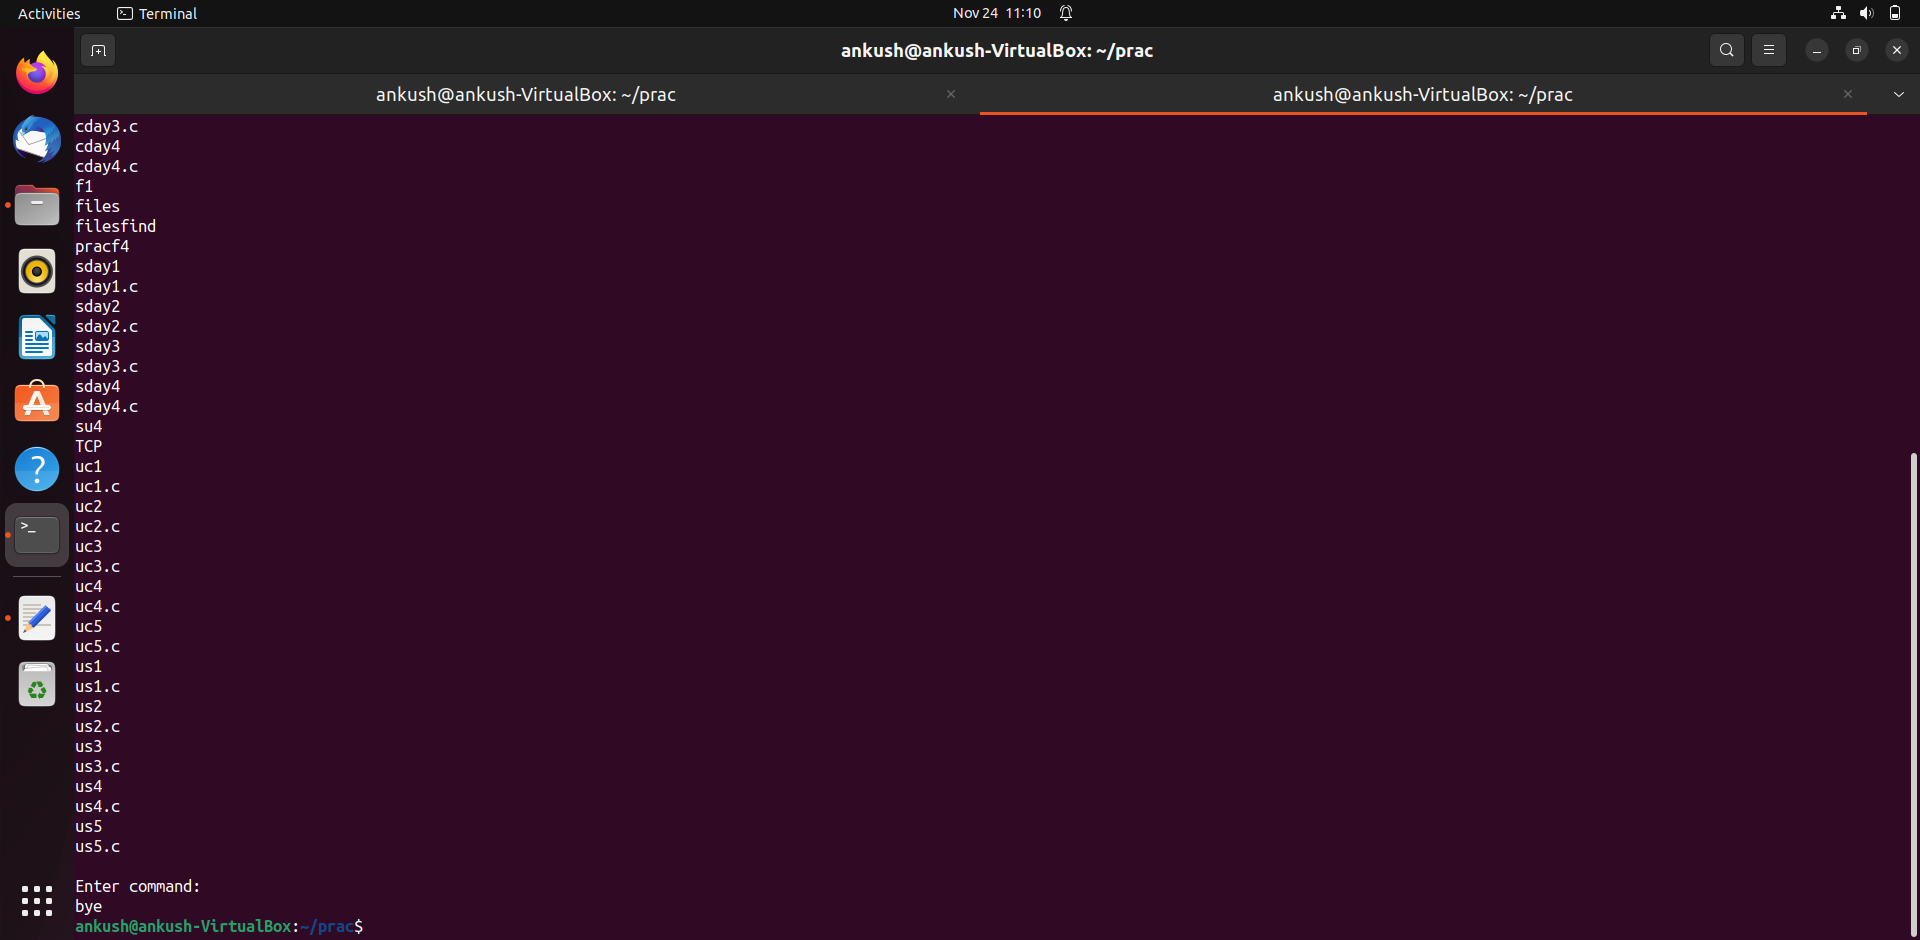 Activities Terminal Nov 24 11:10
ankush@ankush-VirtualBox: ~/prac
ankush@ankush-VirtualBox: ~/prac ankush@ankush-VirtualBox: ~/prac
cday3.c
cday4
cday4.c
f1
files
filesfind
pracf4
sday1
sday1.c
sday2
sday2.c
sday3
sday3.c
sday4
sday4.c
su4
TCP
uc1
uc1.c
uc2
uc2.c
uc3
uc3.c
uc4
uc4.c
uc5
uc5.c
us1
us1.c
us2
us2.c
us3
us3.c
us4
us4.c
us5
us5.c
Enter command:
bye
ankush@ankush-VirtualBox:~/prac$